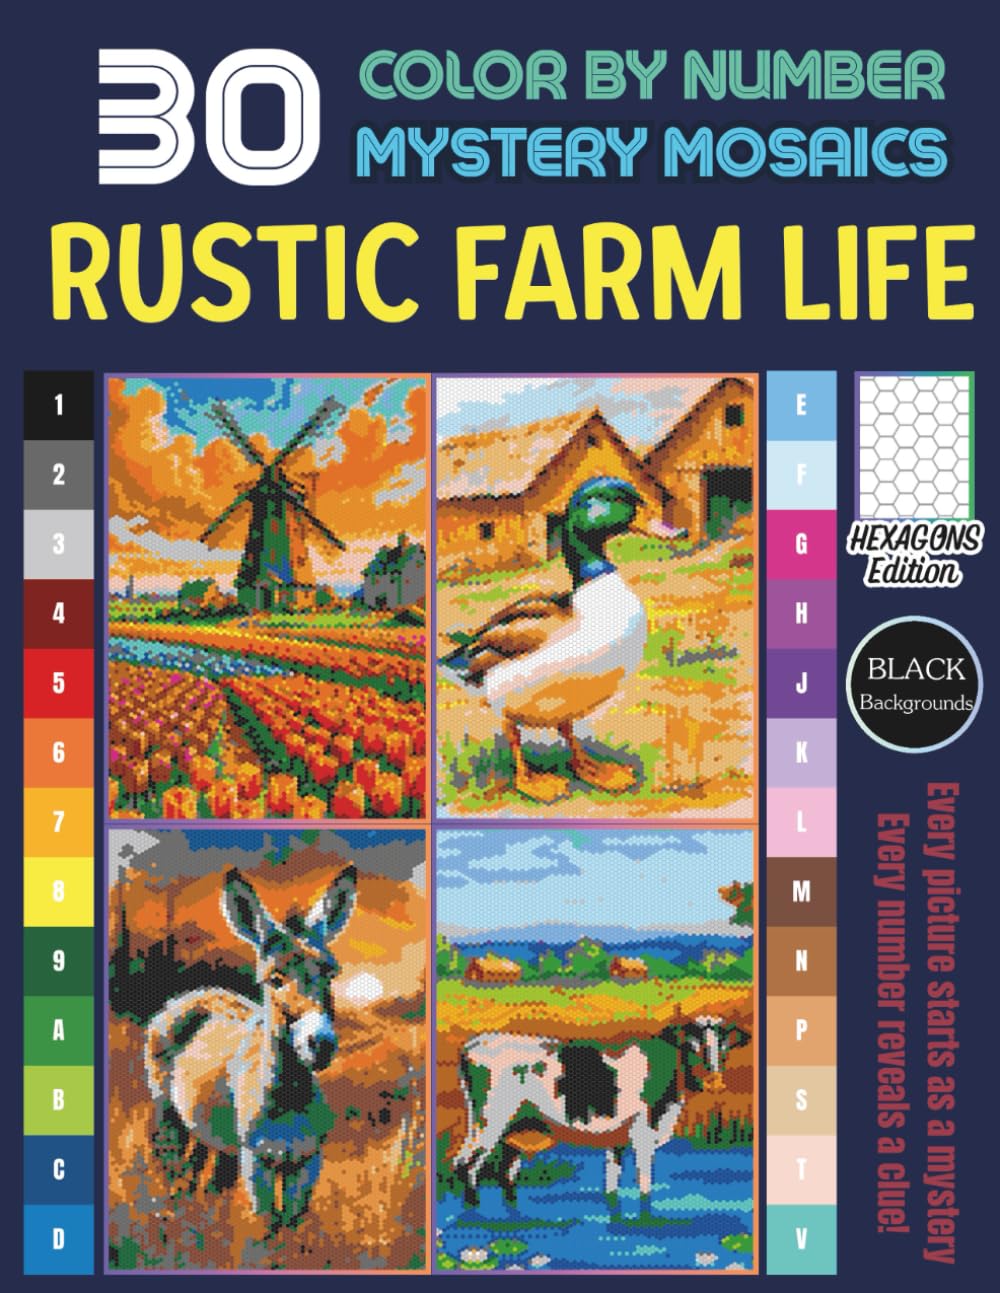 30
COLOR BY NUMBER
MYSTERY MOSAICS
RUSTIC FARM LIFE
1
2
3
4
5
6
7
8
9
A
B
C
D
E
F
G
H
J
K
L
M
N
P
S
T
V
HEXAGONS
Edition
BLACK
Backgrounds
Every picture starts as a mystery
Every number reveals a clue!